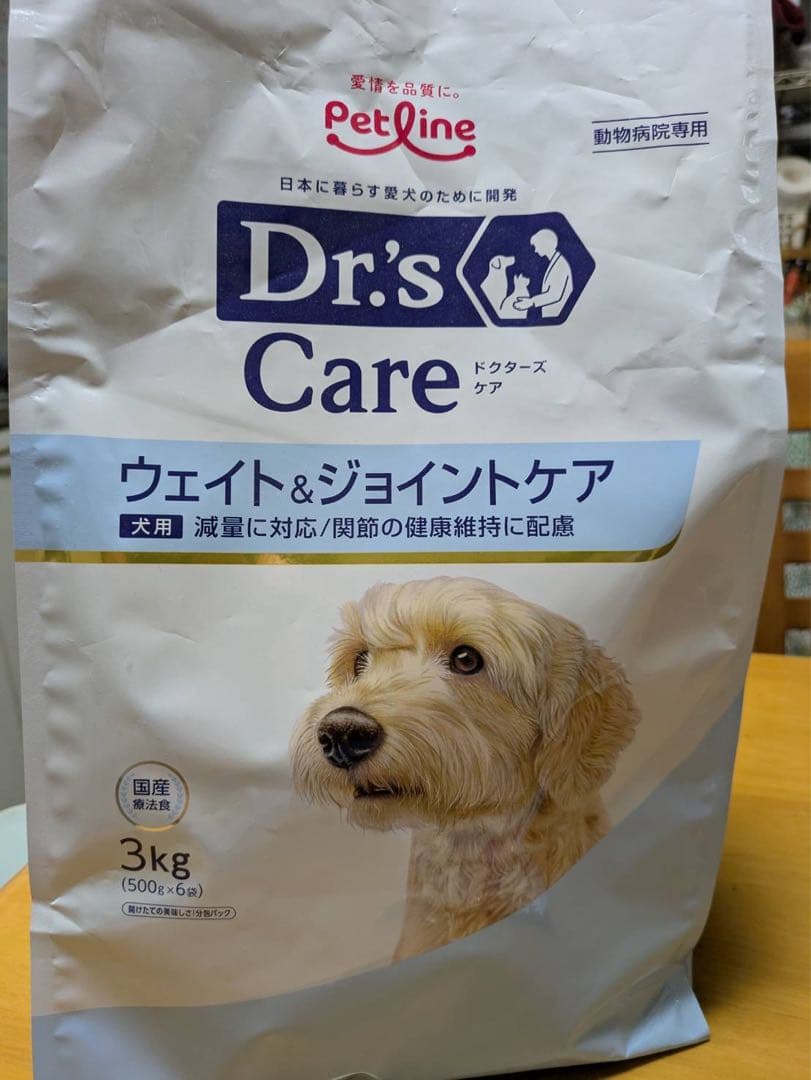 愛情を品質に。
Petline
動物病院専用
日本に暮らす愛犬のために開発
Dr.'s
Care
ドクターズ
ケア
ウェイト&ジョイントケア
犬用 減量に対応/関節の健康維持に配慮
国産
療法食
3kg
(500g×6袋)
開けたての美味しさ!分包パック